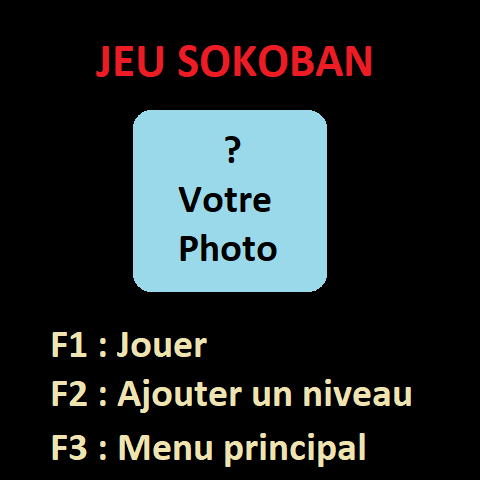 JEU SOKOBAN
?
Votre
Photo
F1 : Jouer
F2 : Ajouter un niveau
F3 : Menu principal